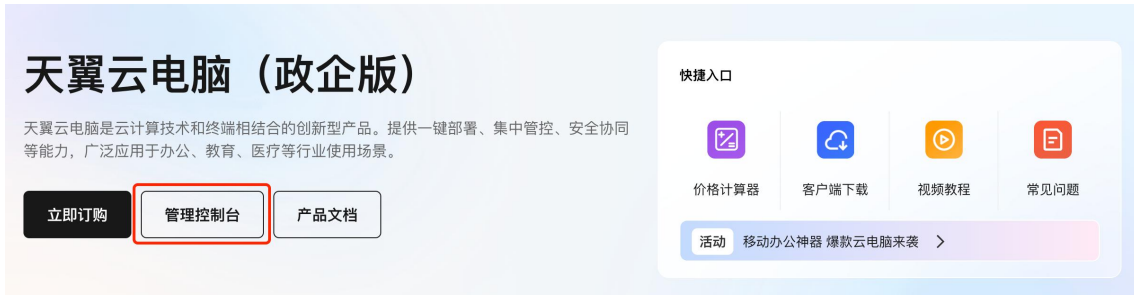 天翼云电脑（政企版）
天翼云电脑是云计算技术和终端相结合的创新型产品。提供一键部署、集中管控、安全协同
等能力，广泛应用于办公、教育、医疗等行业使用场景。
立即订购 管理控制台 产品文档
快捷入口
价格计算器 客户端下载 视频教程 常见问题
活动 移动办公神器 爆款云电脑来袭